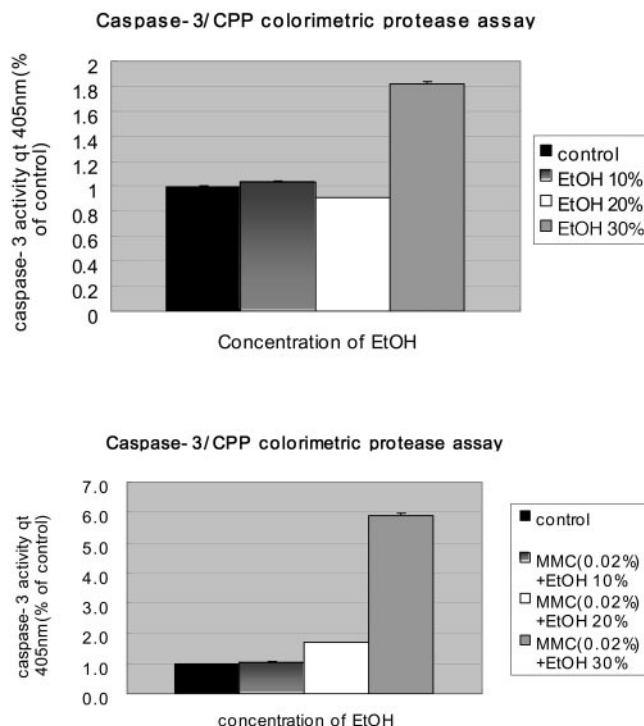 Caspase-3/CPP colorimetric protease assay
caspase-3 activity qt 405nm(%
of control)
2
1.8
1.6
1.4
1.2
1
0.8
0.6
0.4
0.2
0
control
EtOH 10%
EtOH 20%
EtOH 30%
Concentration of EtOH
Caspase-3/CPP colorimetric protease assay
caspase-3 activity qt
405nm(% of control)
7.0
6.0
5.0
4.0
3.0
2.0
1.0
0.0
control
MMC(0.02%)
+EtOH 10%
MMC(0.02%)
+EtOH 20%
MMC(0.02%)
+EtOH 30%
concentration of EtOH